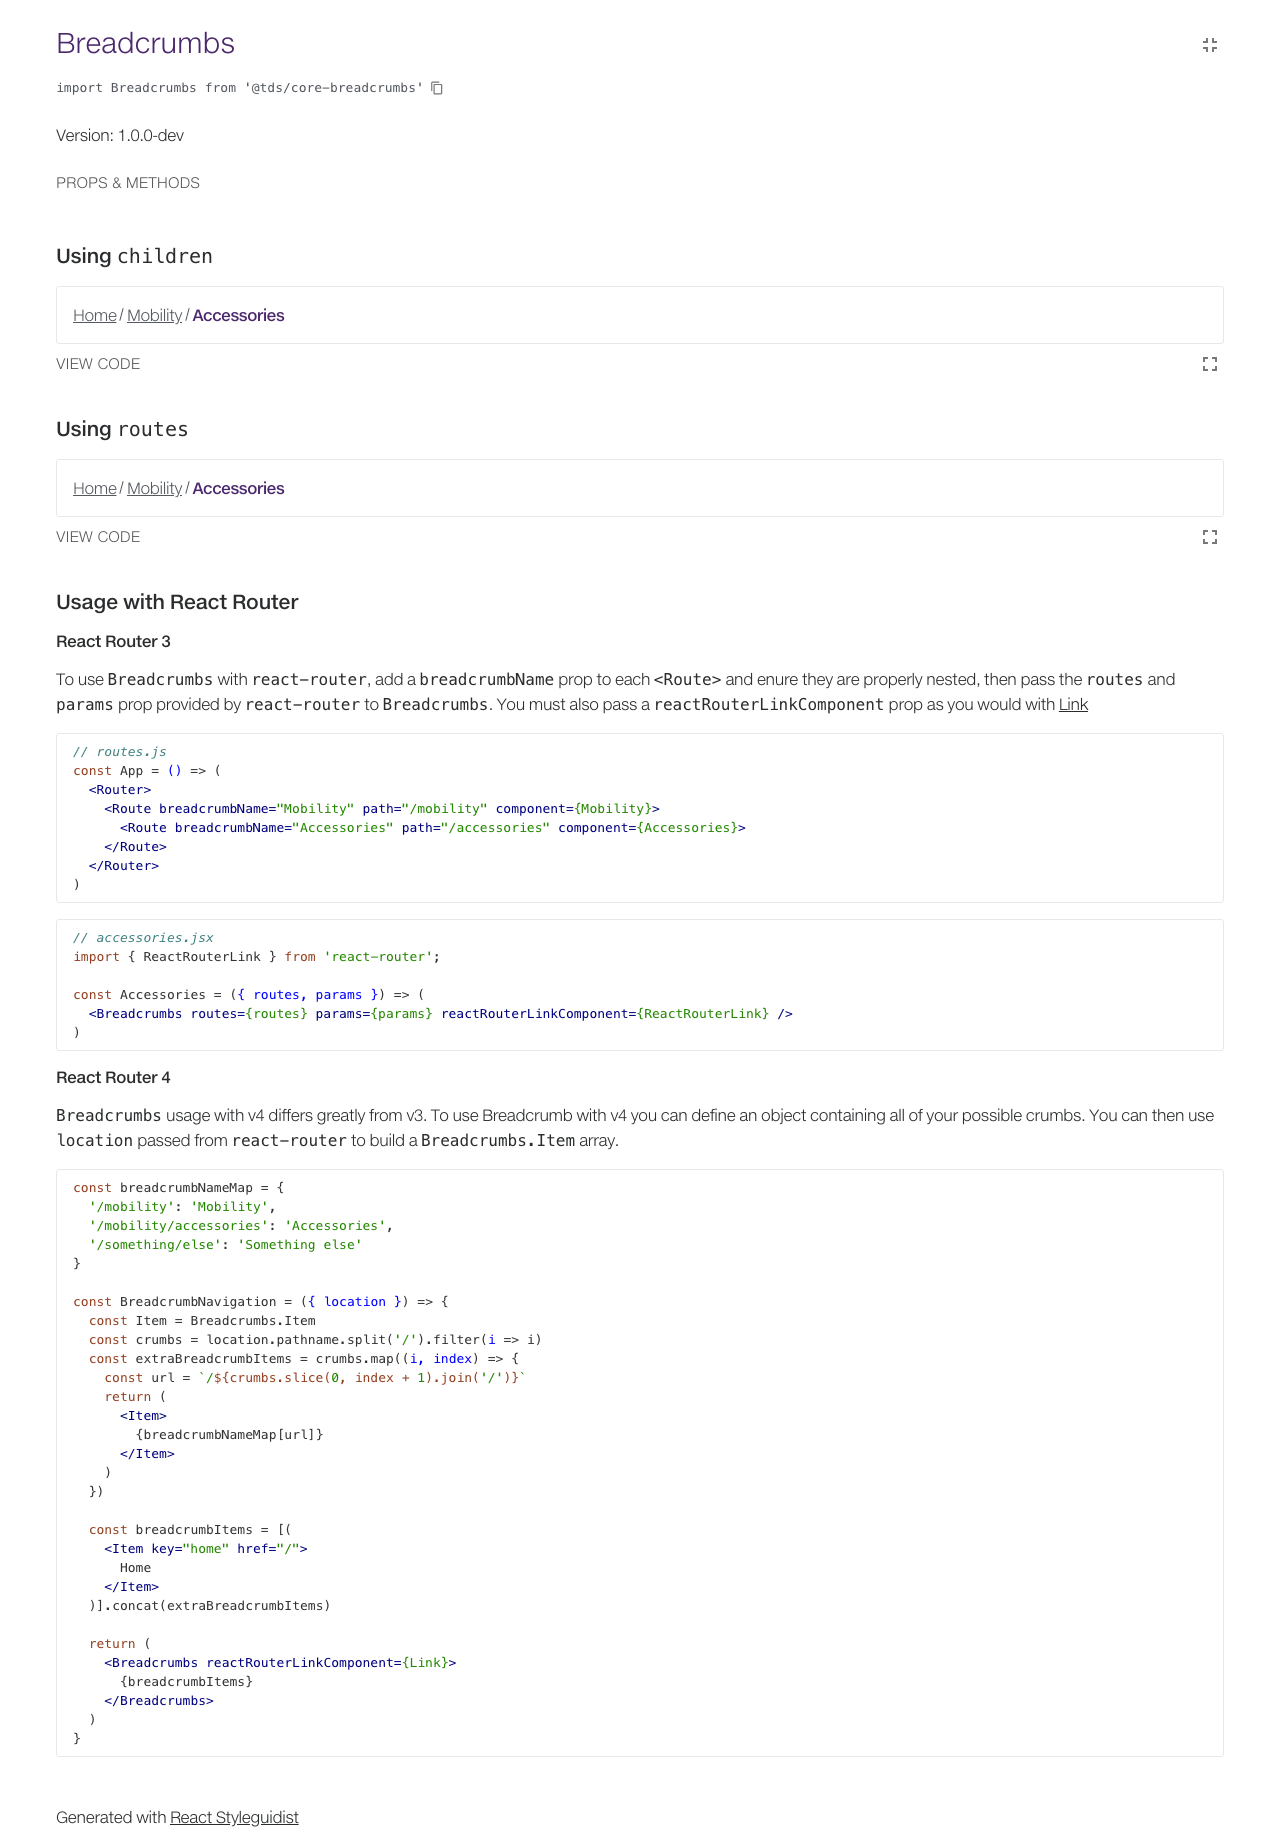 Breadcrumbs
import Breadcrumbs from '@tds/core-breadcrumbs'
Version: 1.0.0-dev
PROPS & METHODS
Using children
Home / Mobility / Accessories
VIEW CODE
Using routes
Home / Mobility / Accessories
VIEW CODE
Usage with React Router
React Router 3
To use Breadcrumbs with react-router, add a breadcrumbName prop to each <Route> and enure they are properly nested, then pass the routes and
params prop provided by react-router to Breadcrumbs. You must also pass a reactRouterLinkComponent prop as you would with Link
// routes.js
const App = () => (
  <Router>
    <Route breadcrumbName="Mobility" path="/mobility" component={Mobility}>
      <Route breadcrumbName="Accessories" path="/accessories" component={Accessories}>
    </Route>
  </Router>
)
// accessories.jsx
import { ReactRouterLink } from 'react-router';

const Accessories = ({ routes, params }) => (
  <Breadcrumbs routes={routes} params={params} reactRouterLinkComponent={ReactRouterLink} />
)
React Router 4
Breadcrumbs usage with v4 differs greatly from v3. To use Breadcrumb with v4 you can define an object containing all of your possible crumbs. You can then use
location passed from react-router to build a Breadcrumbs.Item array.
const breadcrumbNameMap = {
  '/mobility': 'Mobility',
  '/mobility/accessories': 'Accessories',
  '/something/else': 'Something else'
}

const BreadcrumbNavigation = ({ location }) => {
  const Item = Breadcrumbs.Item
  const crumbs = location.pathname.split('/').filter(i => i)
  const extraBreadcrumbItems = crumbs.map((i, index) => {
    const url = `/${crumbs.slice(0, index + 1).join('/')}`
    return (
      <Item>
        {breadcrumbNameMap[url]}
      </Item>
    )
  })

  const breadcrumbItems = [(
    <Item key="home" href="/">
      Home
    </Item>
  )].concat(extraBreadcrumbItems)

  return (
    <Breadcrumbs reactRouterLinkComponent={Link}>
      {breadcrumbItems}
    </Breadcrumbs>
  )
}
Generated with React Styleguidist